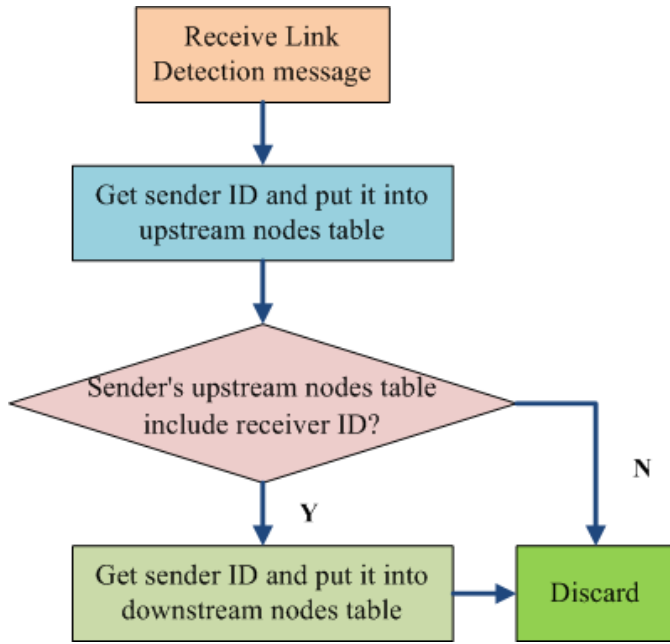 Receive Link
Detection message
Get sender ID and put it into
upstream nodes table
Sender's upstream nodes table
include receiver ID?
N
Y
Get sender ID and put it into
downstream nodes table
Discard